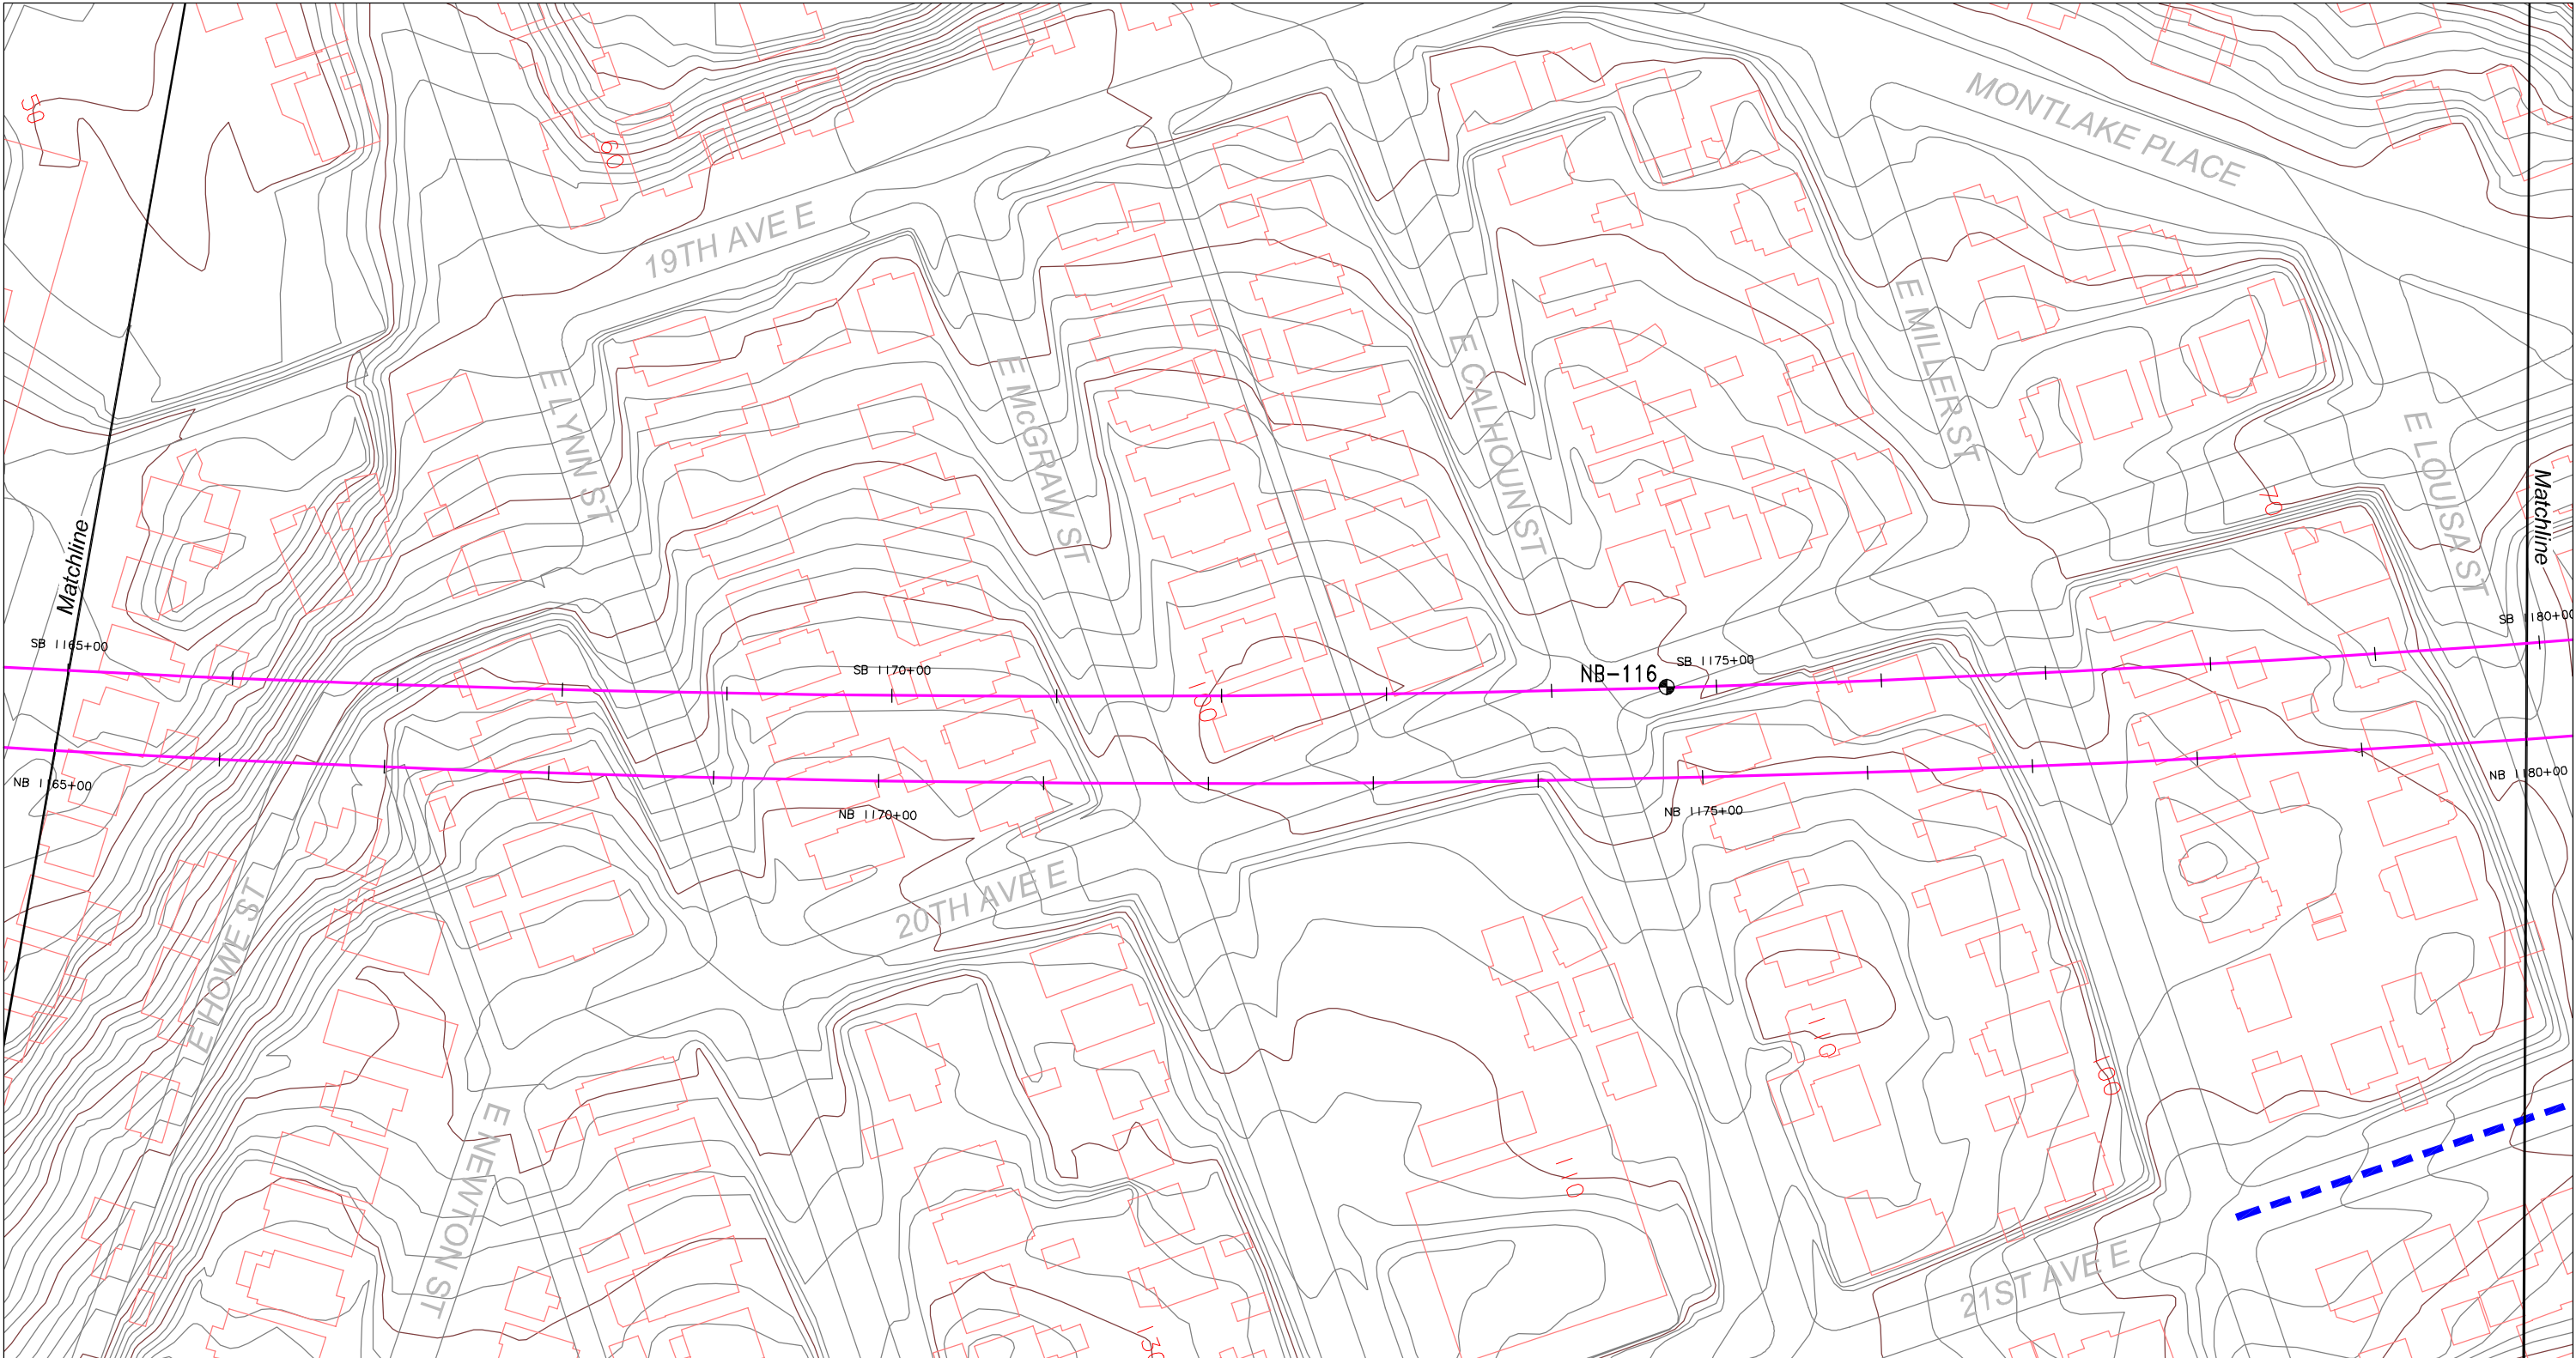 50
60
MONTLAKE PLACE
19TH AVE E
E LYNN ST
E McGRAW ST
E CALHOUN ST
E MILLER ST
E LOUISA ST
Matchline
Matchline
70
SB 1165+00
SB 1170+00
NB-116
SB 1175+00
SB 1180+00
100
NB 1165+00
NB 1170+00
NB 1175+00
NB 1180+00
20TH AVE E
E HOWE ST
110
100
E NEWTON ST
110
21ST AVE E